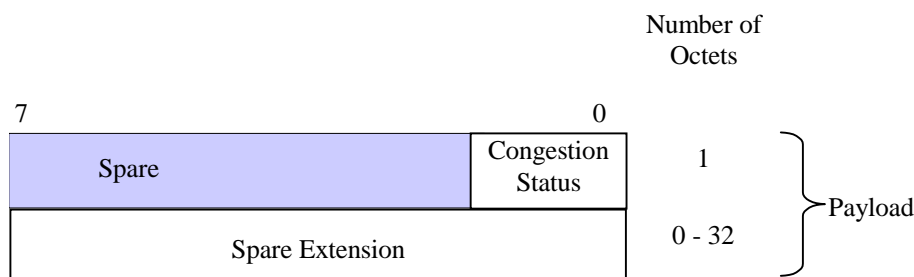 Number of
Octets
7 0
Spare
Congestion
Status
1
Payload
Spare Extension
0 - 32